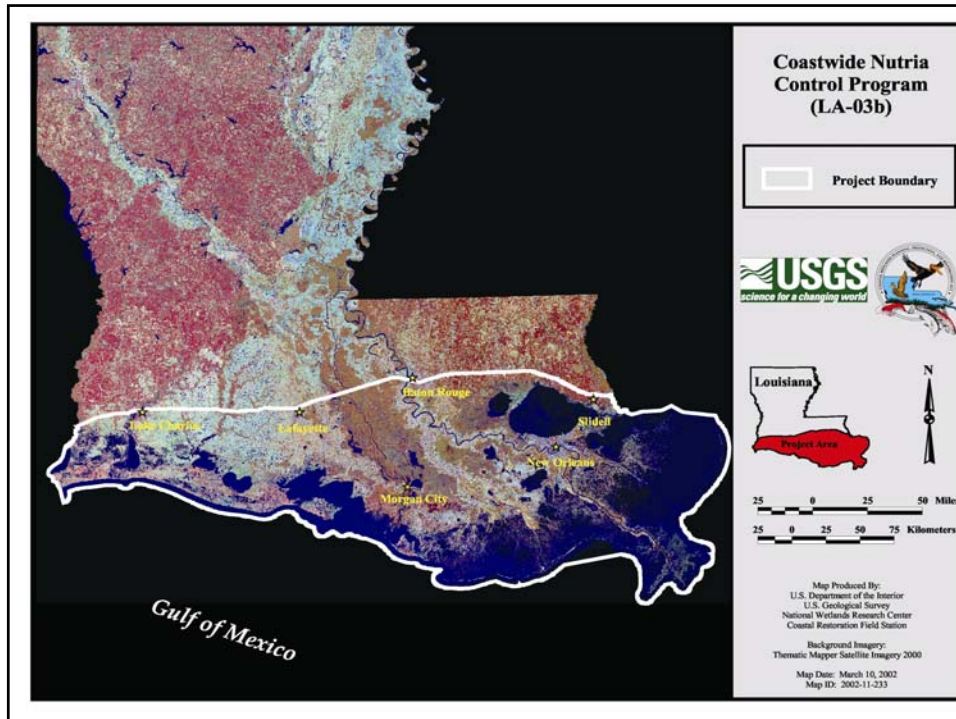 Coastwide Nutria
Control Program
(LA-03b)
Project Boundary
USGS
science for a changing world
N
Louisiana
Project Area
25 0 25 50 Miles
25 0 25 50 75 Kilometers
Map Produced By:
U.S. Department of the Interior
U.S. Geological Survey
National Wetlands Research Center
Coastal Restoration Field Station
Background Imagery:
Thematic Mapper Satellite Imagery 2000
Map Date: March 10, 2002
Map ID: 2002-11-233
Baton Rouge
Lake Charles
Lafayette
Slidell
New Orleans
Morgan City
Gulf of Mexico